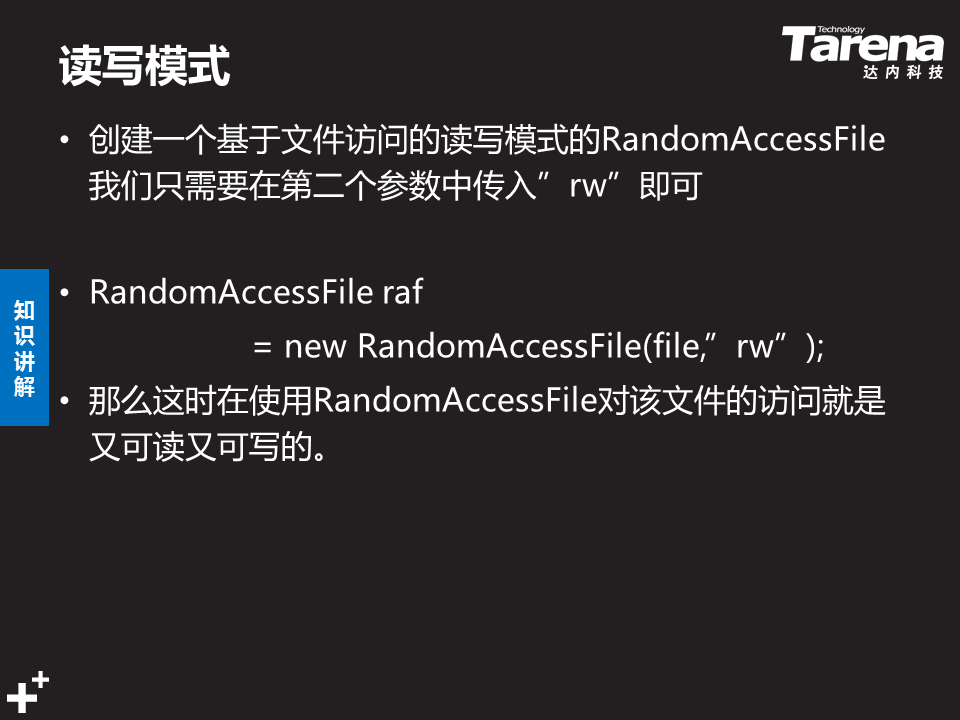 读写模式
Technology
Tarena
达内科技
• 创建一个基于文件访问的读写模式的RandomAccessFile
我们只需要在第二个参数中传入”rw”即可
• RandomAccessFile raf
= new RandomAccessFile(file,”rw”);
• 那么这时在使用RandomAccessFile对该文件的访问就是
又可读又可写的。
知
识
讲
解